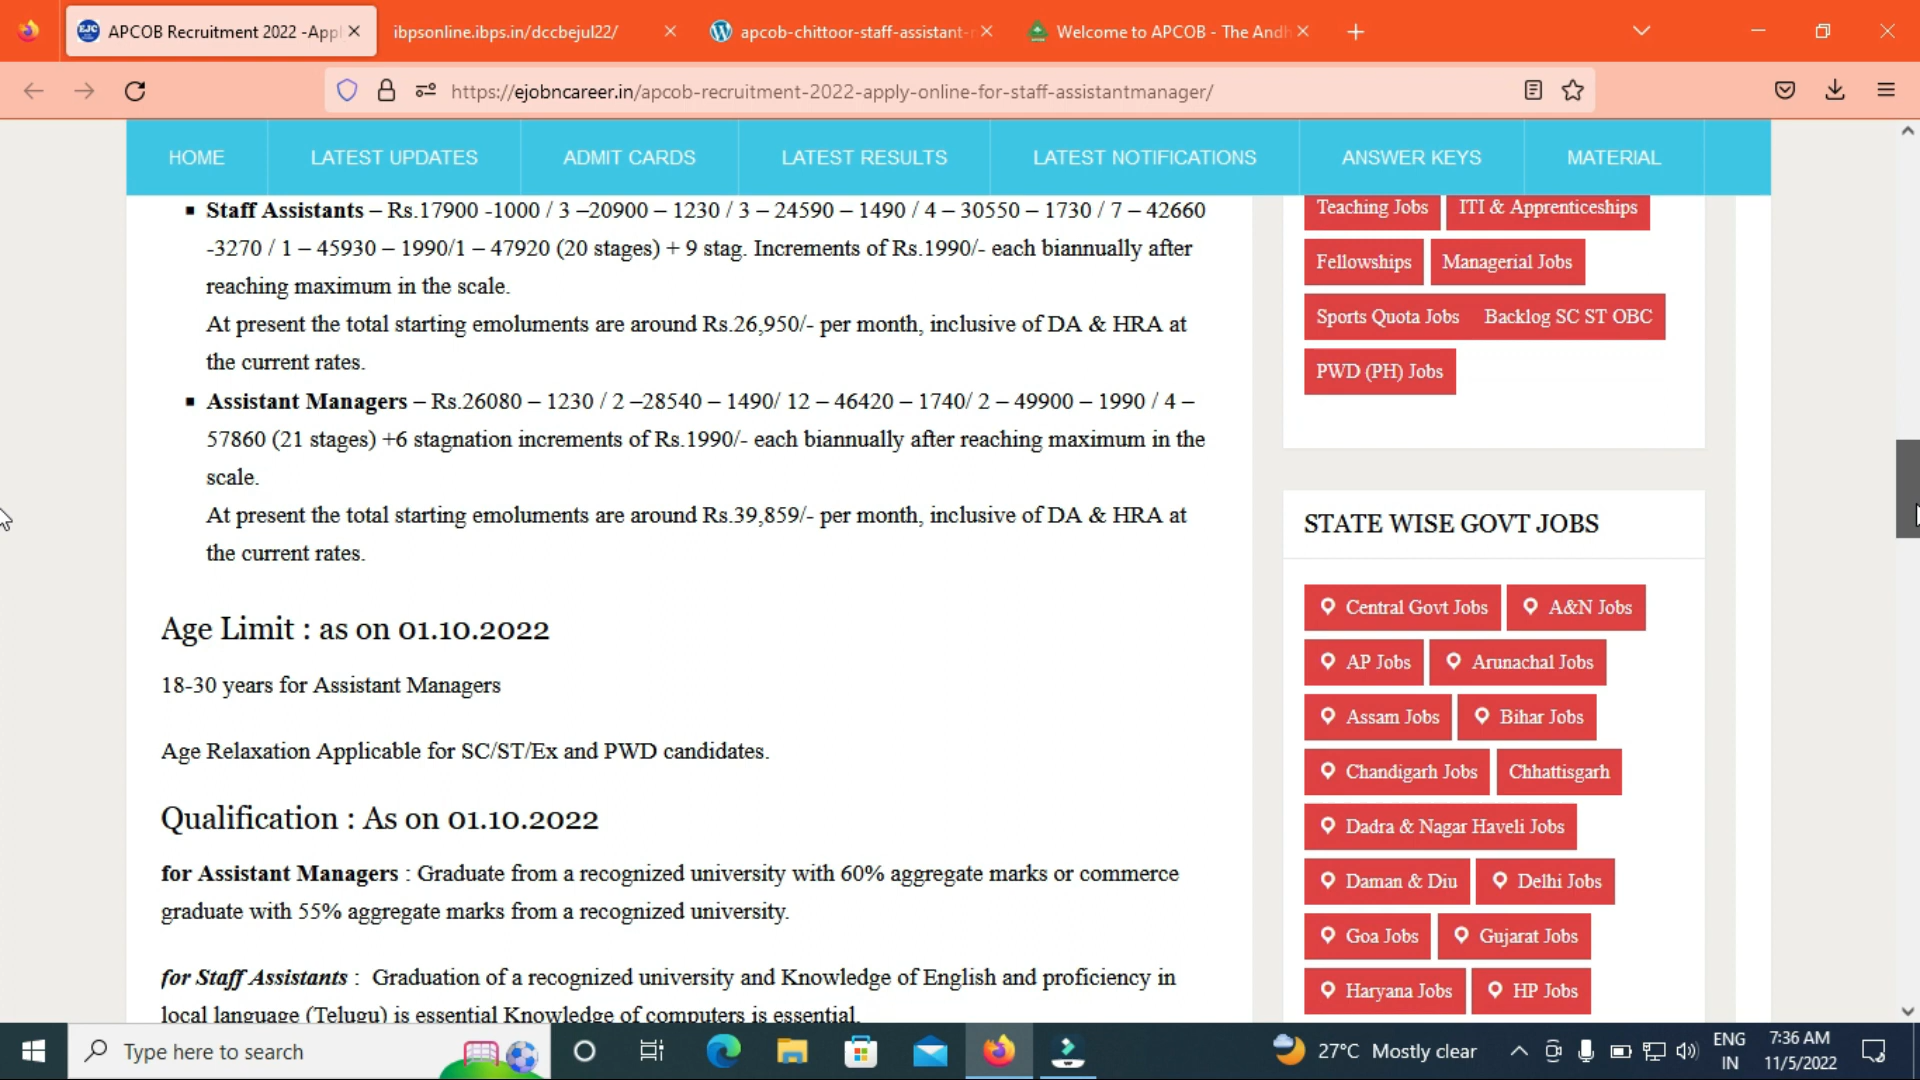 APCOB Recruitment 2022 -Appl
ibpsonline.ibps.in/dccbejul22/
apcob-chittoor-staff-assistant-n
Welcome to APCOB - The Andh
https://ejobncareer.in/apcob-recruitment-2022-apply-online-for-staff-assistantmanager/
HOME
LATEST UPDATES
ADMIT CARDS
LATEST RESULTS
LATEST NOTIFICATIONS
ANSWER KEYS
MATERIAL
Staff Assistants – Rs.17900 -1000 / 3 –20900 – 1230 / 3 – 24590 – 1490 / 4 – 30550 – 1730 / 7 – 42660
-3270 / 1 – 45930 – 1990/1 – 47920 (20 stages) + 9 stag. Increments of Rs.1990/- each biannually after
reaching maximum in the scale.
At present the total starting emoluments are around Rs.26,950/- per month, inclusive of DA & HRA at
the current rates.
Assistant Managers – Rs.26080 – 1230 / 2 –28540 – 1490/ 12 – 46420 – 1740/ 2 – 49900 – 1990 / 4 –
57860 (21 stages) +6 stagnation increments of Rs.1990/- each biannually after reaching maximum in the
scale.
At present the total starting emoluments are around Rs.39,859/- per month, inclusive of DA & HRA at
the current rates.
Age Limit : as on 01.10.2022
18-30 years for Assistant Managers
Age Relaxation Applicable for SC/ST/Ex and PWD candidates.
Qualification : As on 01.10.2022
for Assistant Managers : Graduate from a recognized university with 60% aggregate marks or commerce
graduate with 55% aggregate marks from a recognized university.
for Staff Assistants : Graduation of a recognized university and Knowledge of English and proficiency in
local language (Telugu) is essential Knowledge of computers is essential.
Teaching Jobs
ITI & Apprenticeships
Fellowships
Managerial Jobs
Sports Quota Jobs
Backlog SC ST OBC
PWD (PH) Jobs
STATE WISE GOVT JOBS
Central Govt Jobs
A&N Jobs
AP Jobs
Arunachal Jobs
Assam Jobs
Bihar Jobs
Chandigarh Jobs
Chhattisgarh
Dadra & Nagar Haveli Jobs
Daman & Diu
Delhi Jobs
Goa Jobs
Gujarat Jobs
Haryana Jobs
HP Jobs
Type here to search
27°C Mostly clear
ENG
IN
7:36 AM
11/5/2022